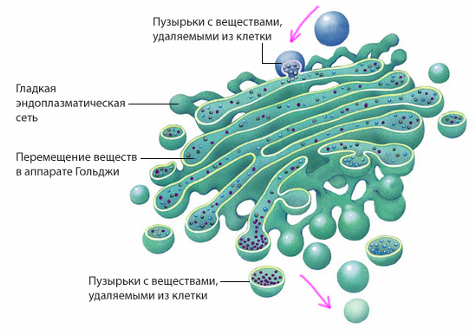 Пузырьки с веществами,
удаляемыми из клетки
Гладкая
эндоплазматическая
сеть
Перемещение веществ
в аппарате Гольджи
Пузырьки с веществами,
удаляемыми из клетки